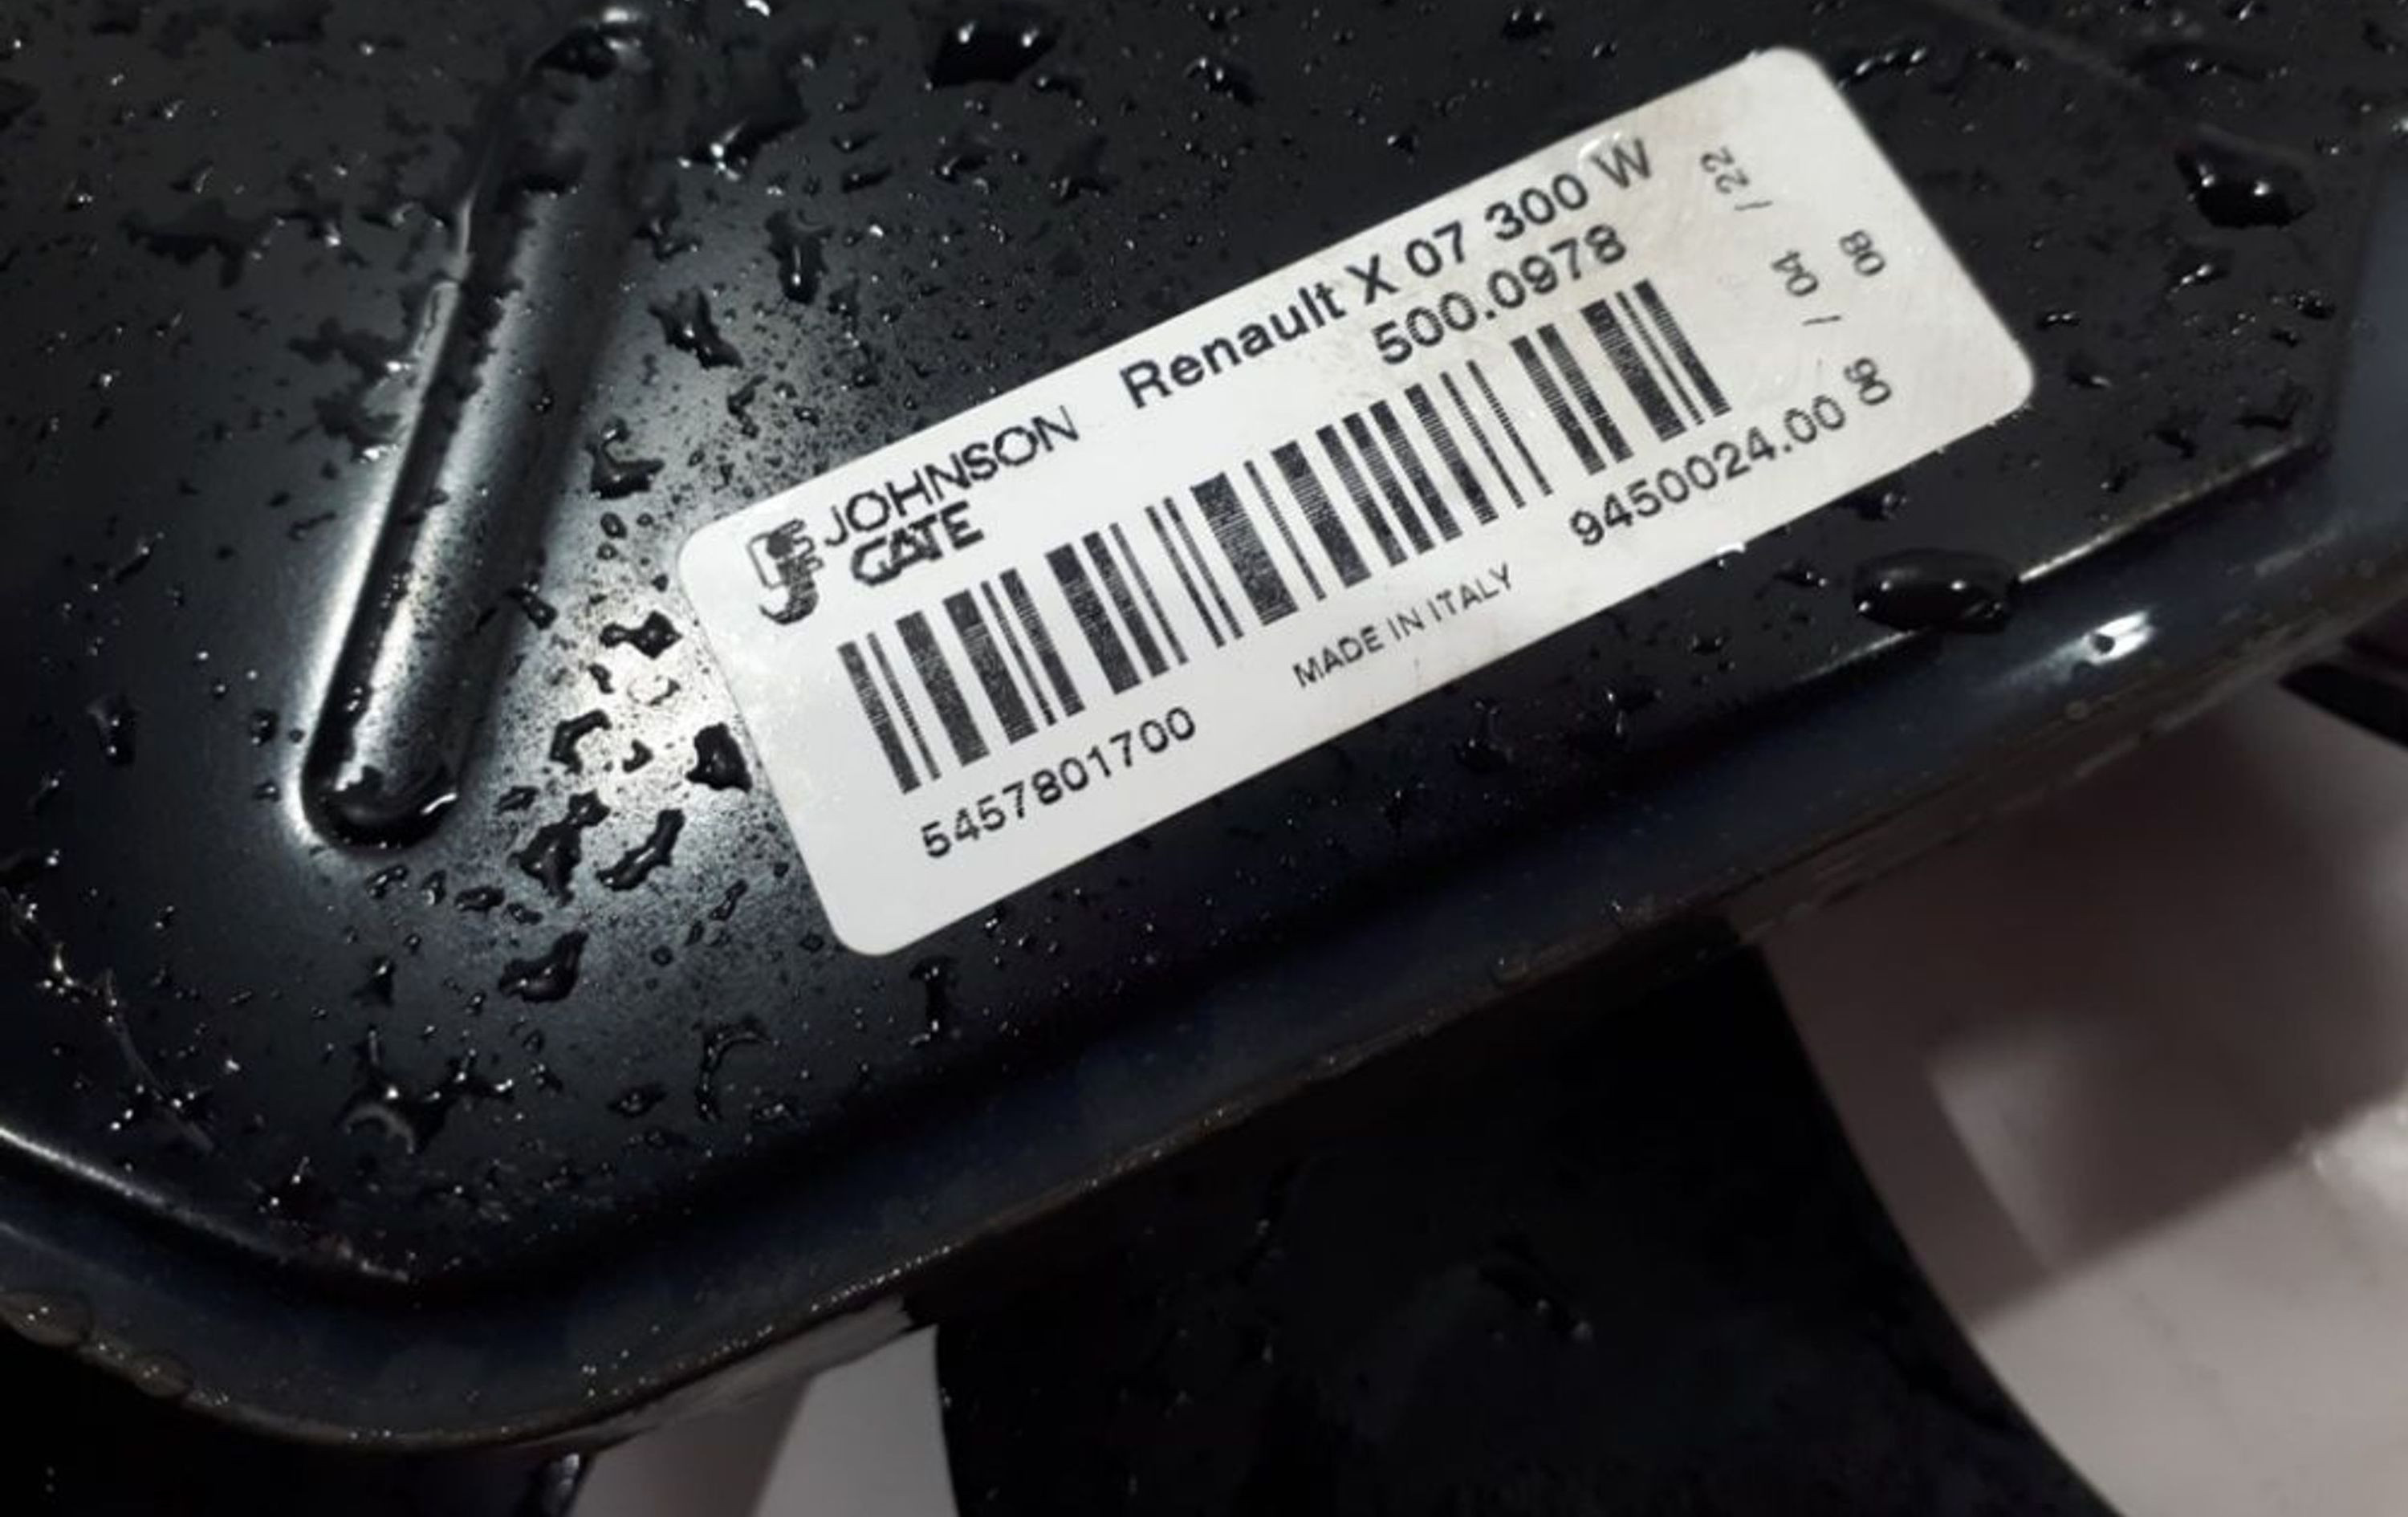 JOHNSON
GATE
Renault X 07 300 W
500.0978
5457801700
MADE IN ITALY
9450024.00
06 / 04 / 22
08